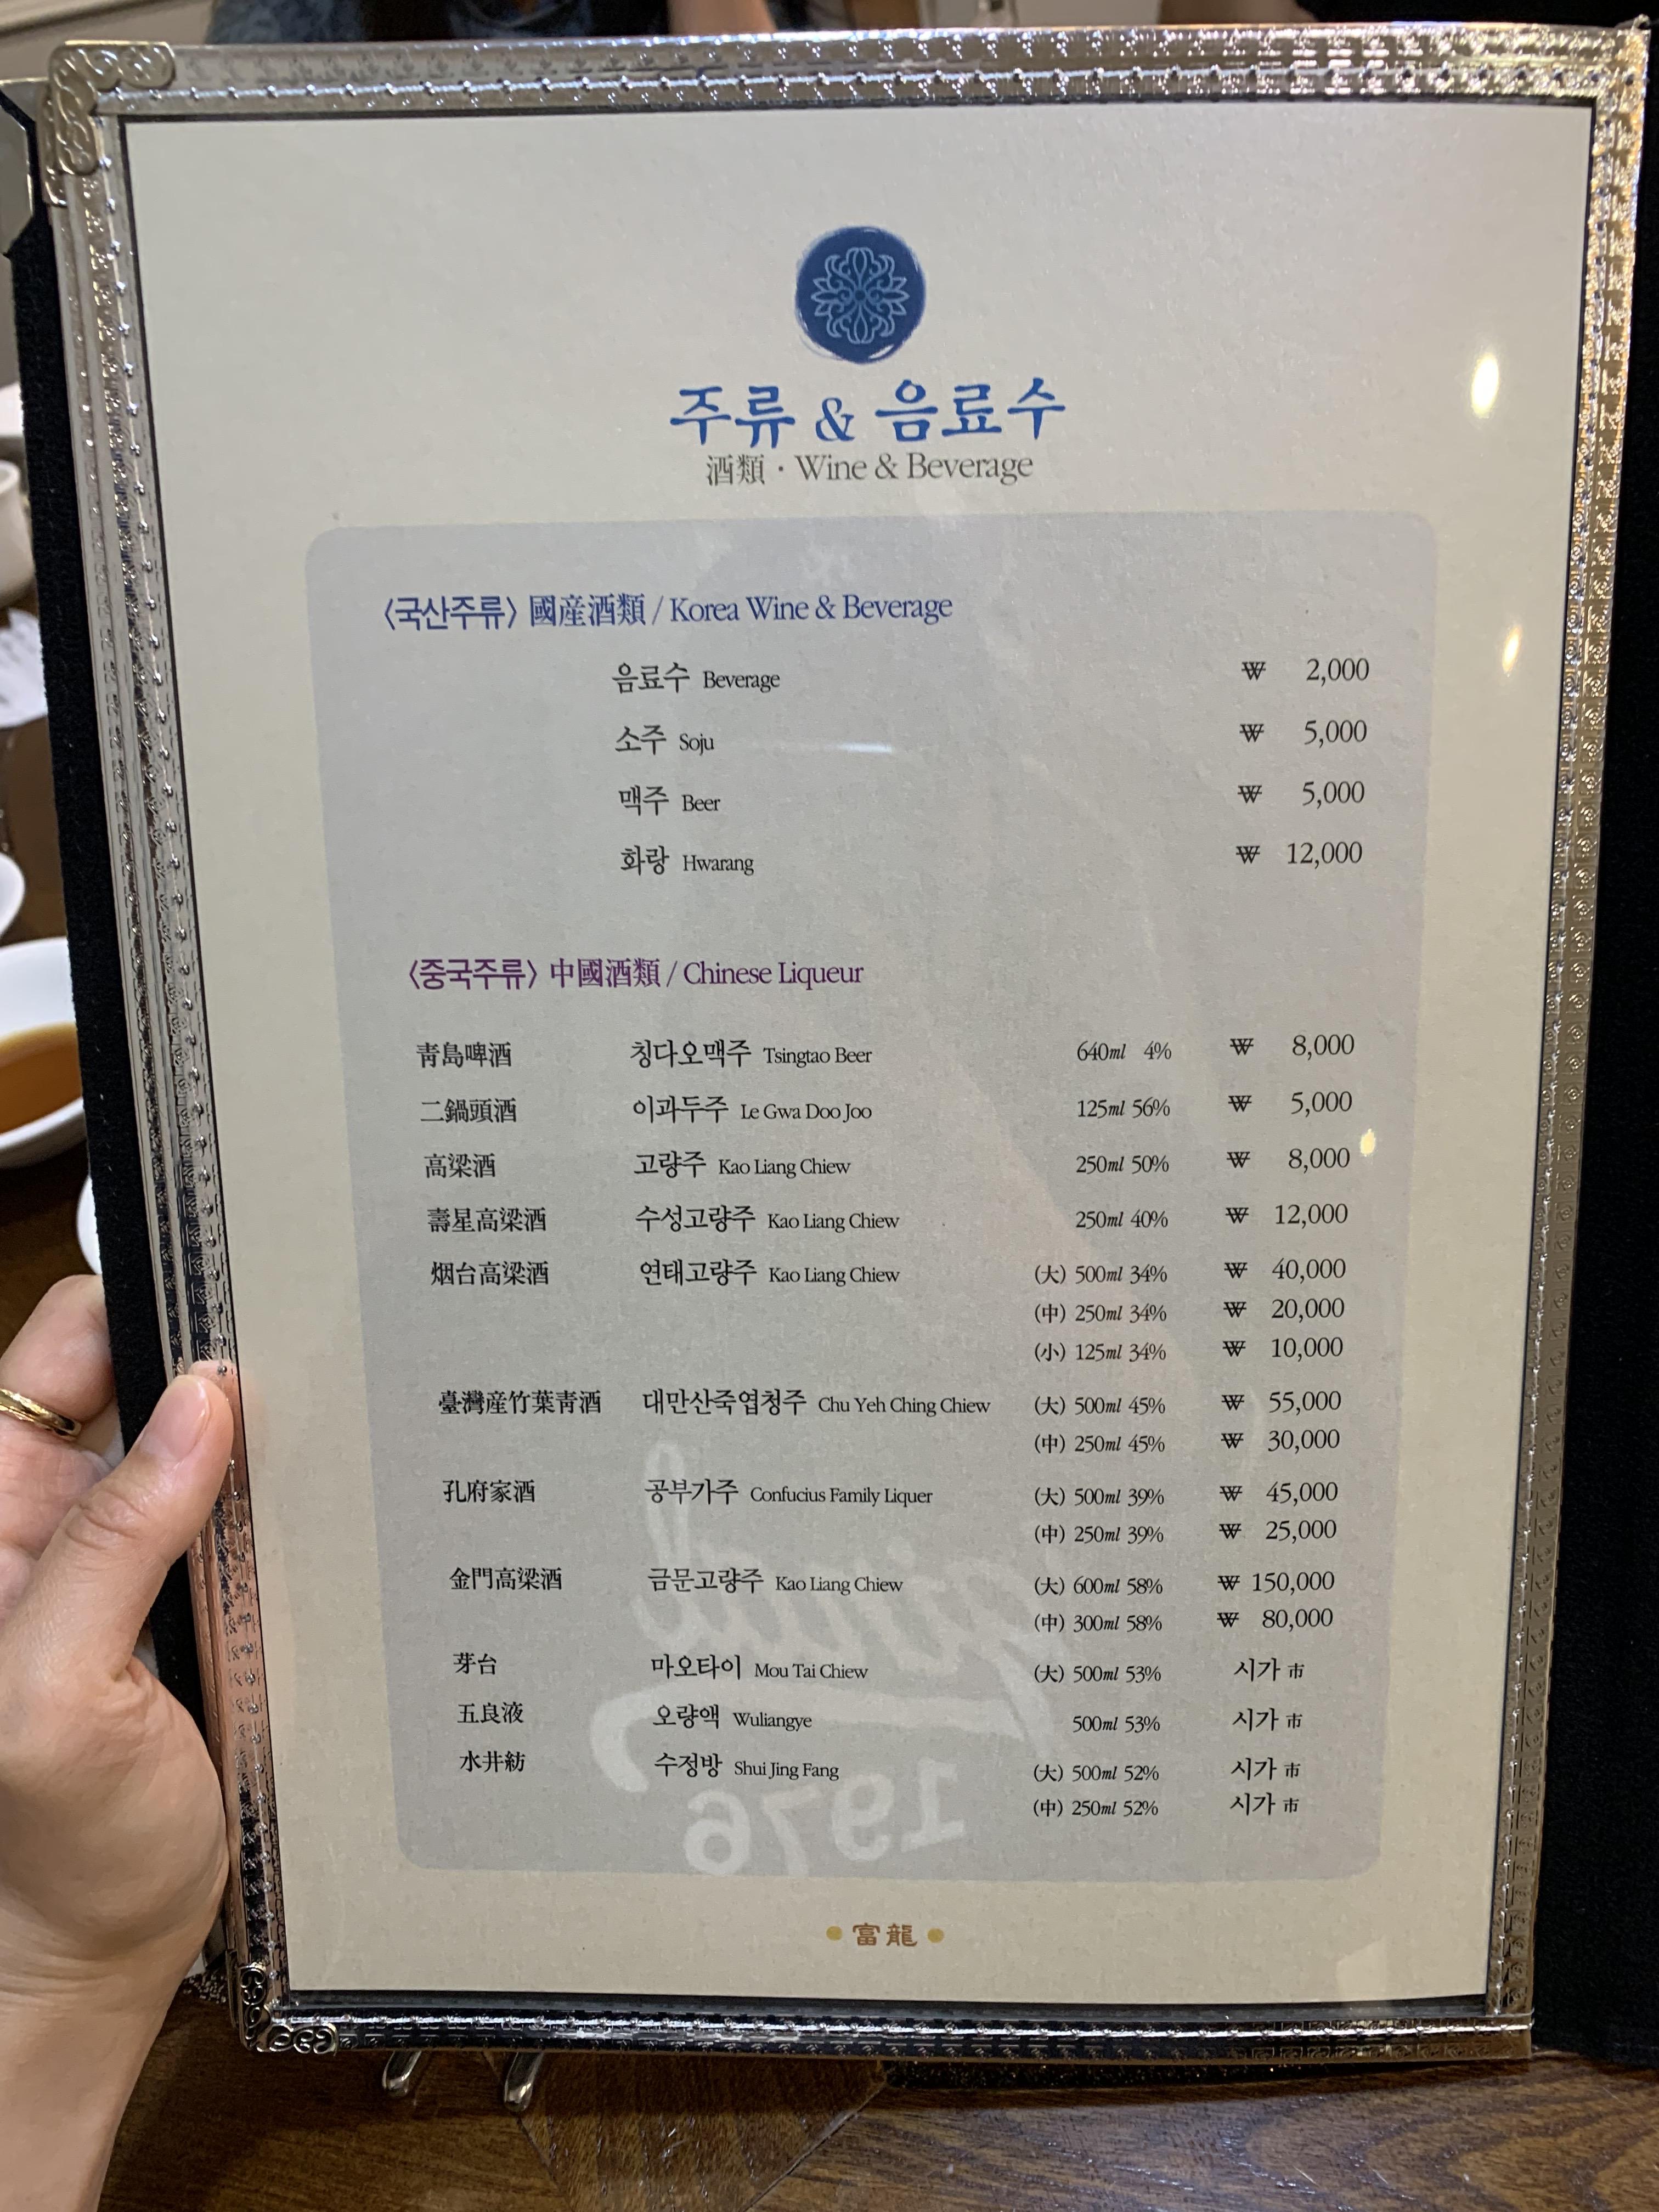 주류 & 음료수
酒類 · Wine & Beverage
〈국산주류〉 國産酒類 / Korea Wine & Beverage
음료수 Beverage ₩ 2,000
소주 Soju ₩ 5,000
맥주 Beer ₩ 5,000
화랑 Hwarang ₩ 12,000
〈중국주류〉 中國酒類 / Chinese Liqueur
靑島啤酒 칭다오맥주 Tsingtao Beer 640ml 4% ₩ 8,000
二鍋頭酒 이과두주 Le Gwa Doo Joo 125ml 56% ₩ 5,000
高梁酒 고량주 Kao Liang Chiew 250ml 50% ₩ 8,000
壽星高梁酒 수성고량주 Kao Liang Chiew 250ml 40% ₩ 12,000
烟台高梁酒 연태고량주 Kao Liang Chiew (大) 500ml 34% ₩ 40,000
(中) 250ml 34% ₩ 20,000
(小) 125ml 34% ₩ 10,000
臺灣産竹葉靑酒 대만산죽엽청주 Chu Yeh Ching Chiew (大) 500ml 45% ₩ 55,000
(中) 250ml 45% ₩ 30,000
孔府家酒 공부가주 Confucius Family Liquer (大) 500ml 39% ₩ 45,000
(中) 250ml 39% ₩ 25,000
金門高梁酒 금문고량주 Kao Liang Chiew (大) 600ml 58% ₩ 150,000
(中) 300ml 58% ₩ 80,000
芽台 마오타이 Mou Tai Chiew (大) 500ml 53% 시가 市
五良液 오량액 Wuliangye 500ml 53% 시가 市
水井紡 수정방 Shui Jing Fang (大) 500ml 52% 시가 市
(中) 250ml 52% 시가 市
1976
富龍